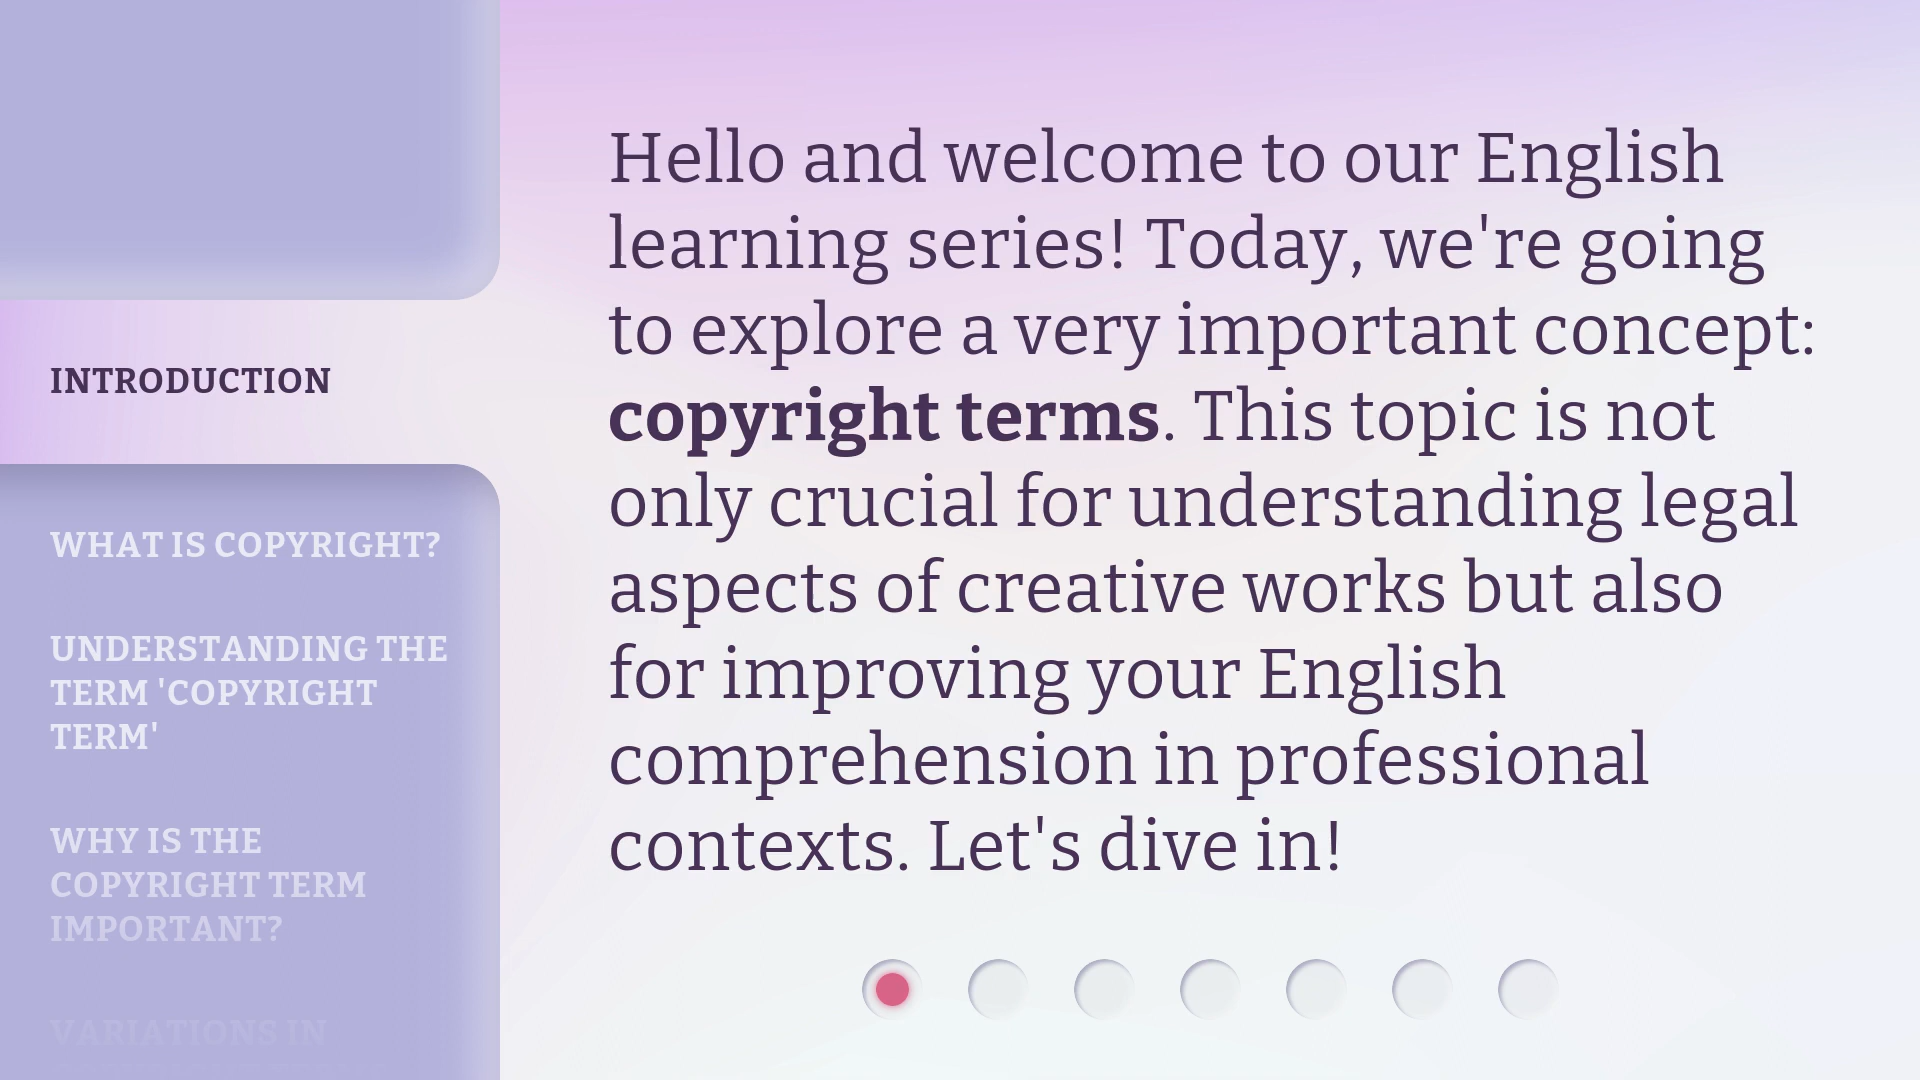 INTRODUCTION
WHAT IS COPYRIGHT?
UNDERSTANDING THE
TERM 'COPYRIGHT
TERM'
WHY IS THE
COPYRIGHT TERM
IMPORTANT?
VARIATIONS IN
Hello and welcome to our English
learning series! Today, we're going
to explore a very important concept:
copyright terms. This topic is not
only crucial for understanding legal
aspects of creative works but also
for improving your English
comprehension in professional
contexts. Let's dive in!